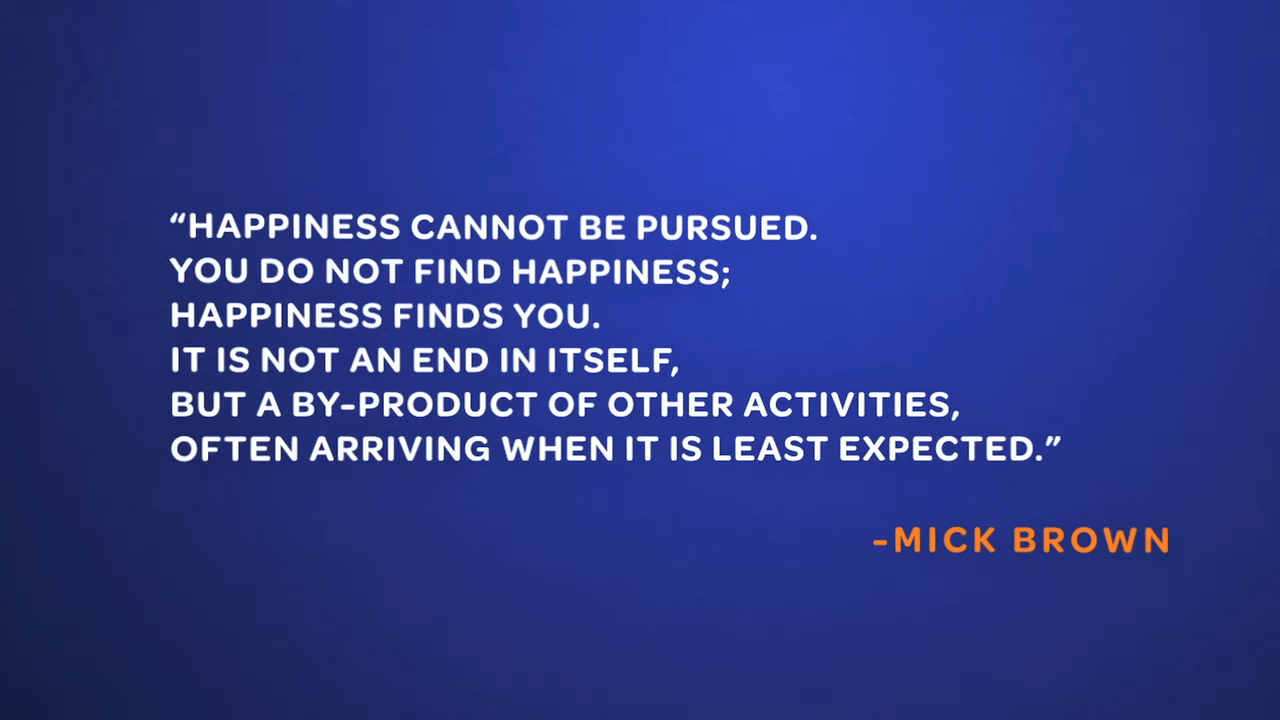 “HAPPINESS CANNOT BE PURSUED.
YOU DO NOT FIND HAPPINESS;
HAPPINESS FINDS YOU.
IT IS NOT AN END IN ITSELF,
BUT A BY-PRODUCT OF OTHER ACTIVITIES,
OFTEN ARRIVING WHEN IT IS LEAST EXPECTED.”
-MICK BROWN